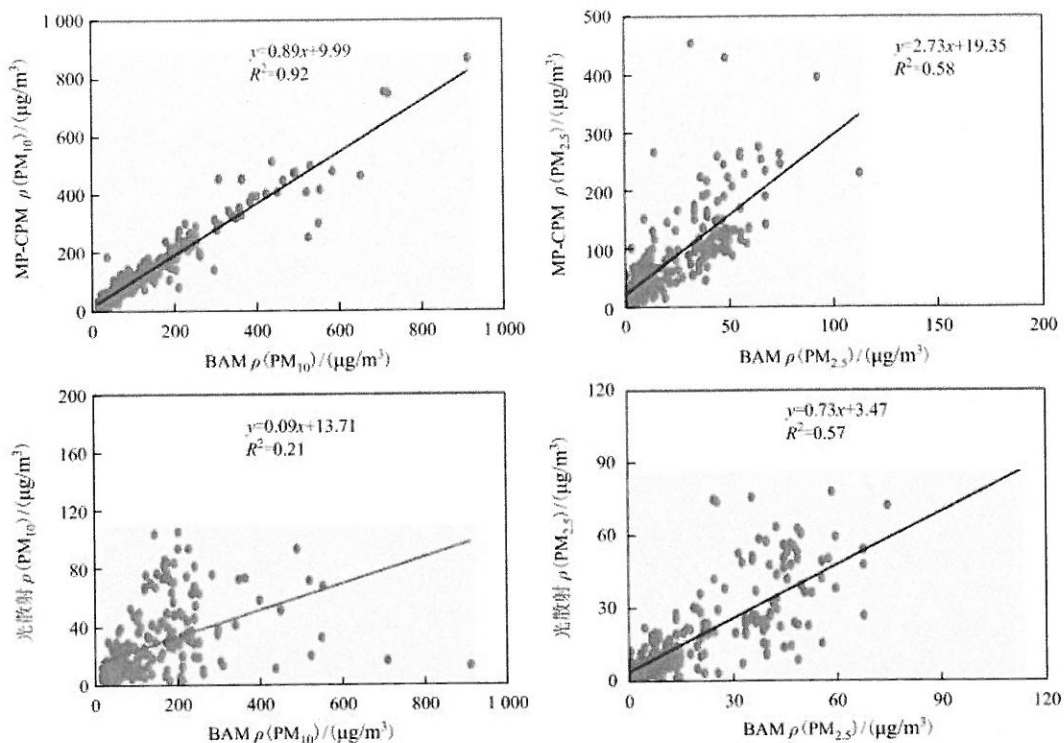 1 000
800
600
400
200
0
MP-CPM ρ(PM10)/(μg/m³)
y=0.89x+9.99
R²=0.92
0 200 400 600 800 1 000
BAM ρ(PM10)/(μg/m³)
500
400
300
200
100
0
MP-CPM ρ(PM2.5)/(μg/m³)
y=2.73x+19.35
R²=0.58
0 50 100 150 200
BAM ρ(PM2.5)/(μg/m³)
200
160
120
80
40
0
光散射 ρ(PM10)/(μg/m³)
y=0.09x+13.71
R²=0.21
0 200 400 600 800 1 000
BAM ρ(PM10)/(μg/m³)
120
90
60
30
0
光散射 ρ(PM2.5)/(μg/m³)
y=0.73x+3.47
R²=0.57
0 30 60 90 120
BAM ρ(PM2.5)/(μg/m³)